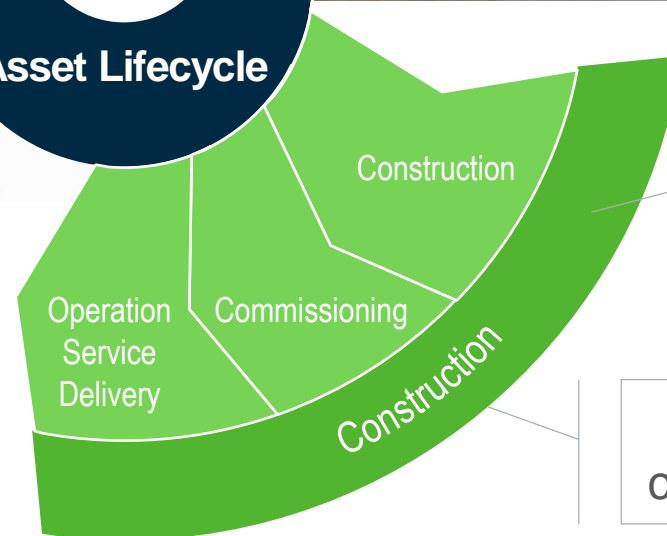 Asset Lifecycle
Construction
Commissioning
Operation
Service
Delivery
Construction